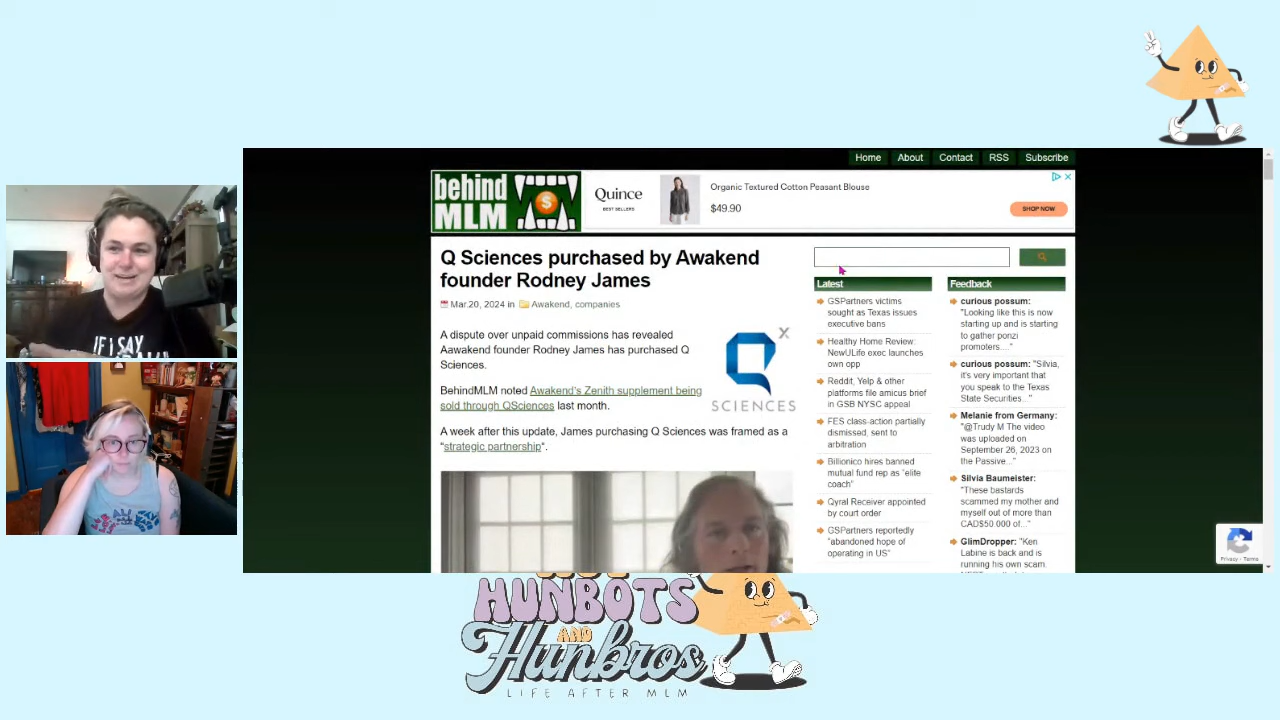 Home About Contact RSS Subscribe
behind
MLM
Quince
BEST SELLERS
Organic Textured Cotton Peasant Blouse
$49.90
SHOP NOW
Q Sciences purchased by Awakend
founder Rodney James
Mar.20, 2024 in Awakend, companies
A dispute over unpaid commissions has revealed
Aawakend founder Rodney James has purchased Q
Sciences.
BehindMLM noted Awakend's Zenith supplement being
sold through QSciences last month.
A week after this update, James purchasing Q Sciences was framed as a
"strategic partnership".
X
SCIENCES
Latest
GSPartners victims
sought as Texas issues
executive bans
Healthy Home Review:
NewULife exec launches
own opp
Reddit, Yelp & other
platforms file amicus brief
in GSB NYSC appeal
FES class-action partially
dismissed, sent to
arbitration
Billionico hires banned
mutual fund rep as "elite
coach"
Qyral Receiver appointed
by court order
GSPartners reportedly
"abandoned hope of
operating in US"
Feedback
curious possum:
"Looking like this is now
starting up and is starting
to gather ponzi
promoters..."
curious possum: "Silvia,
it's very important that
you speak to the Texas
State Securities..."
Melanie from Germany:
"@Trudy M The video
was uploaded on
September 26, 2023 on
the Passive..."
Silvia Baumeister:
"These bastards
scammed my mother and
myself out of more than
CAD$50 000 of..."
GlimDropper: "Ken
Labine is back and is
running his own scam.
Privacy - Terms
IF I SAY
HUNBOTS
AND
Hunbros
LIFE AFTER MLM